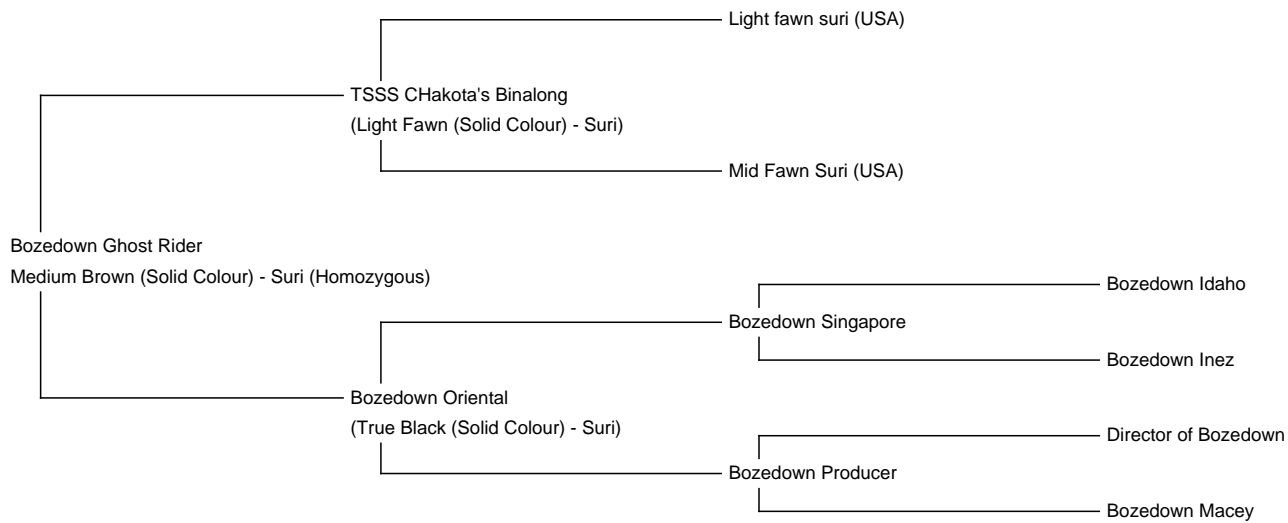 Light fawn suri (USA)
TSSS CHakota's Binalong
(Light Fawn (Solid Colour) - Suri)
Mid Fawn Suri (USA)
Bozedown Ghost Rider
Medium Brown (Solid Colour) - Suri (Homozygous)
Bozedown Idaho
Bozedown Singapore
Bozedown Inez
Bozedown Oriental
(True Black (Solid Colour) - Suri)
Director of Bozedown
Bozedown Producer
Bozedown Macey